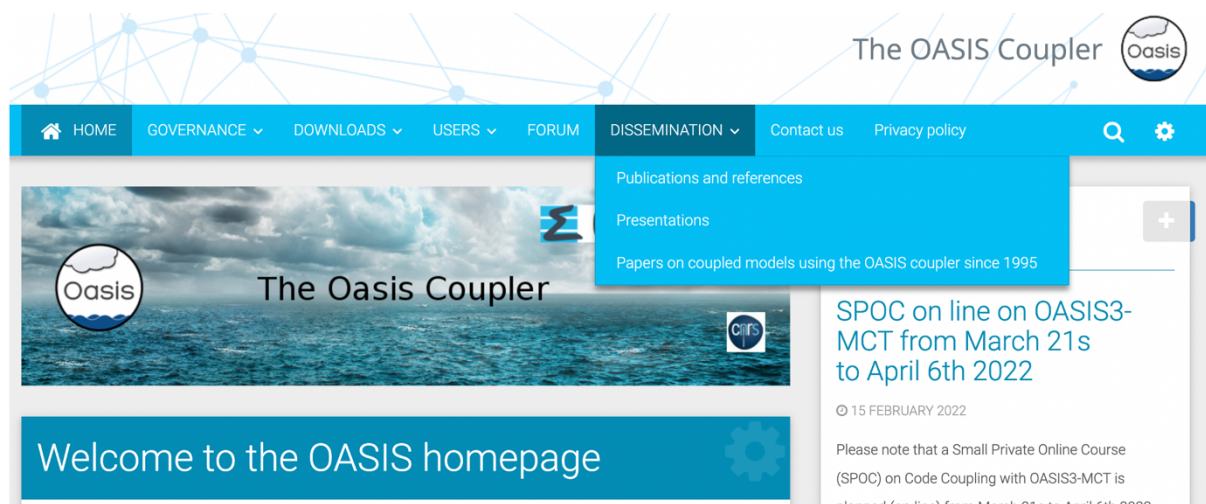 The OASIS Coupler
Oasis
HOME GOVERNANCE DOWNLOADS USERS FORUM DISSEMINATION Contact us Privacy policy
Publications and references
Presentations
Papers on coupled models using the OASIS coupler since 1995
Oasis
The Oasis Coupler
cnrs
Welcome to the OASIS homepage
SPOC on line on OASIS3-
MCT from March 21s
to April 6th 2022
15 FEBRUARY 2022
Please note that a Small Private Online Course
(SPOC) on Code Coupling with OASIS3-MCT is